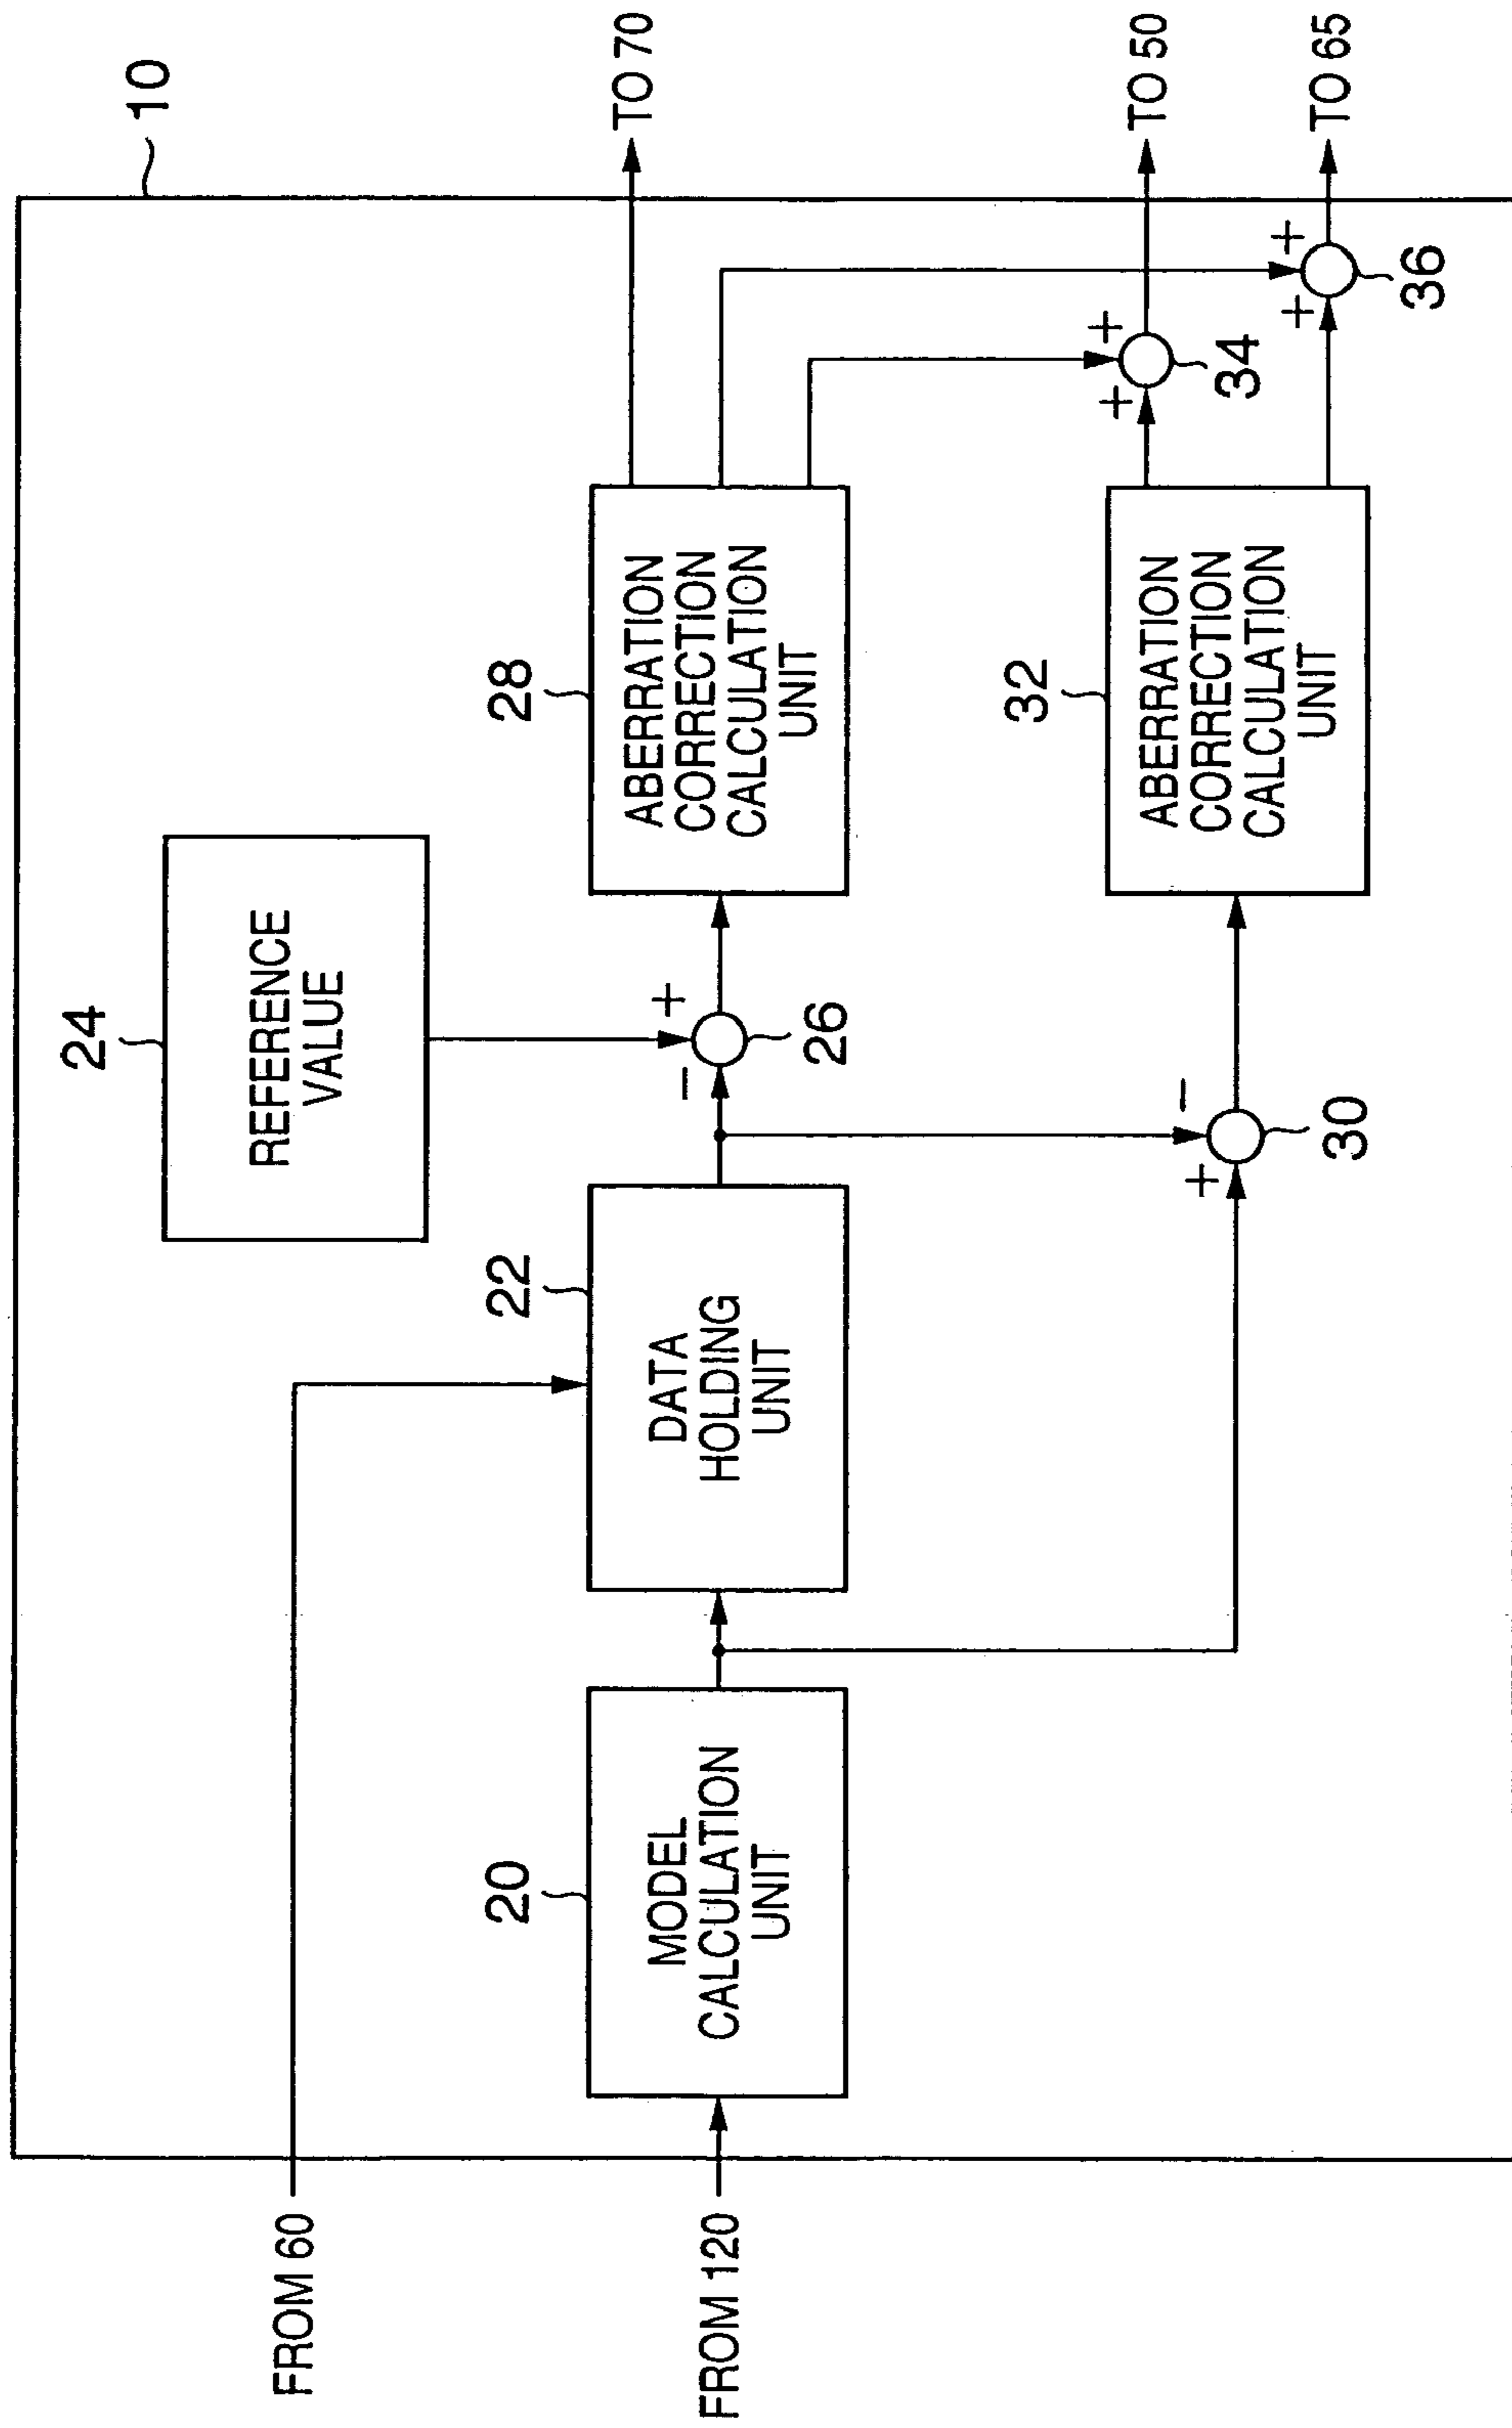 10
FROM 60
FROM 120
20
MODEL
CALCULATION
UNIT
22
DATA
HOLDING
UNIT
24
REFERENCE
VALUE
+
−
26
+
−
30
28
ABERRATION
CORRECTION
CALCULATION
UNIT
32
ABERRATION
CORRECTION
CALCULATION
UNIT
+
+
34
+
+
36
TO 70
TO 50
TO 65